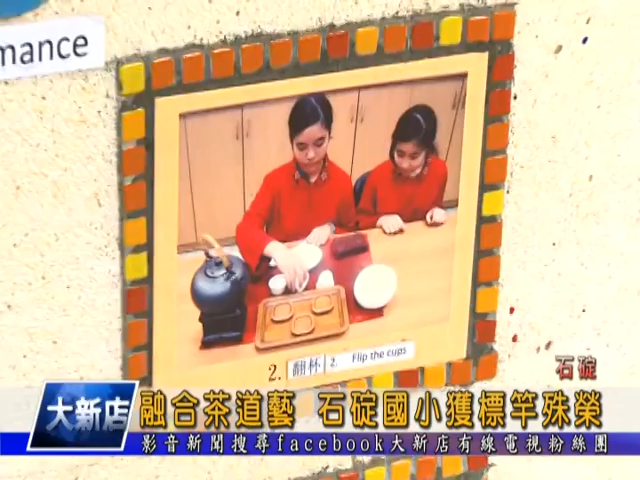 mance
2. 翻杯 2. Flip the cups
石碇
大新店
融合茶道藝 石碇國小獲標竿殊榮
影音新聞搜尋facebook大新店有線電視粉絲團